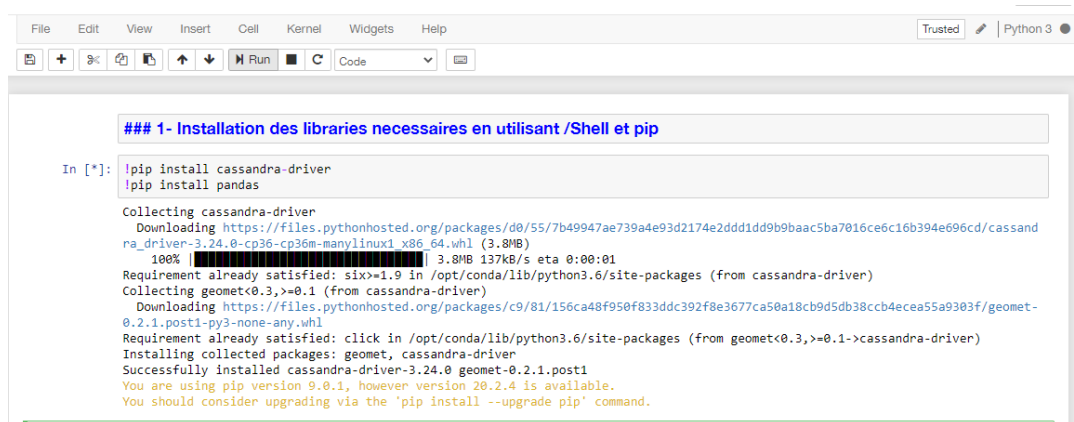 File Edit View Insert Cell Kernel Widgets Help Trusted Python 3
Run Code
### 1- Installation des libraries necessaires en utilisant /Shell et pip
In [*]: !pip install cassandra-driver
!pip install pandas
Collecting cassandra-driver
Downloading https://files.pythonhosted.org/packages/d0/55/7b49947ae739a4e93d2174e2ddd1dd9b9baac5ba7016ce6c16b394e696cd/cassand
ra_driver-3.24.0-cp36-cp36m-manylinux1_x86_64.whl (3.8MB)
100% || 3.8MB 137kB/s eta 0:00:01
Requirement already satisfied: six>=1.9 in /opt/conda/lib/python3.6/site-packages (from cassandra-driver)
Collecting geomet<0.3,>=0.1 (from cassandra-driver)
Downloading https://files.pythonhosted.org/packages/c9/81/156ca48f950f833ddc392f8e3677ca50a18cb9d5db38ccb4ecea55a9303f/geomet-
0.2.1.post1-py3-none-any.whl
Requirement already satisfied: click in /opt/conda/lib/python3.6/site-packages (from geomet<0.3,>=0.1->cassandra-driver)
Installing collected packages: geomet, cassandra-driver
Successfully installed cassandra-driver-3.24.0 geomet-0.2.1.post1
You are using pip version 9.0.1, however version 20.2.4 is available.
You should consider upgrading via the 'pip install --upgrade pip' command.